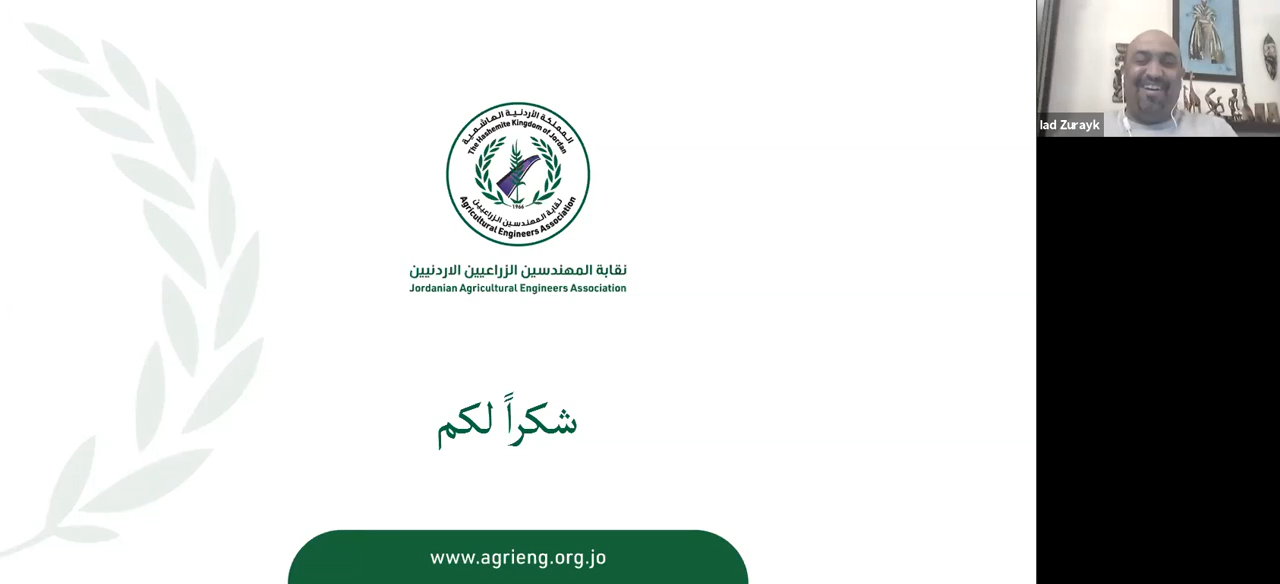 المملكة الأردنية الهاشمية
The Hashemite Kingdom of Jordan
1966
نقابة المهندسين الزراعيين
Agricultural Engineers Association
نقابة المهندسين الزراعيين الاردنيين
Jordanian Agricultural Engineers Association
شكراً لكم
www.agrieng.org.jo
Iad Zurayk